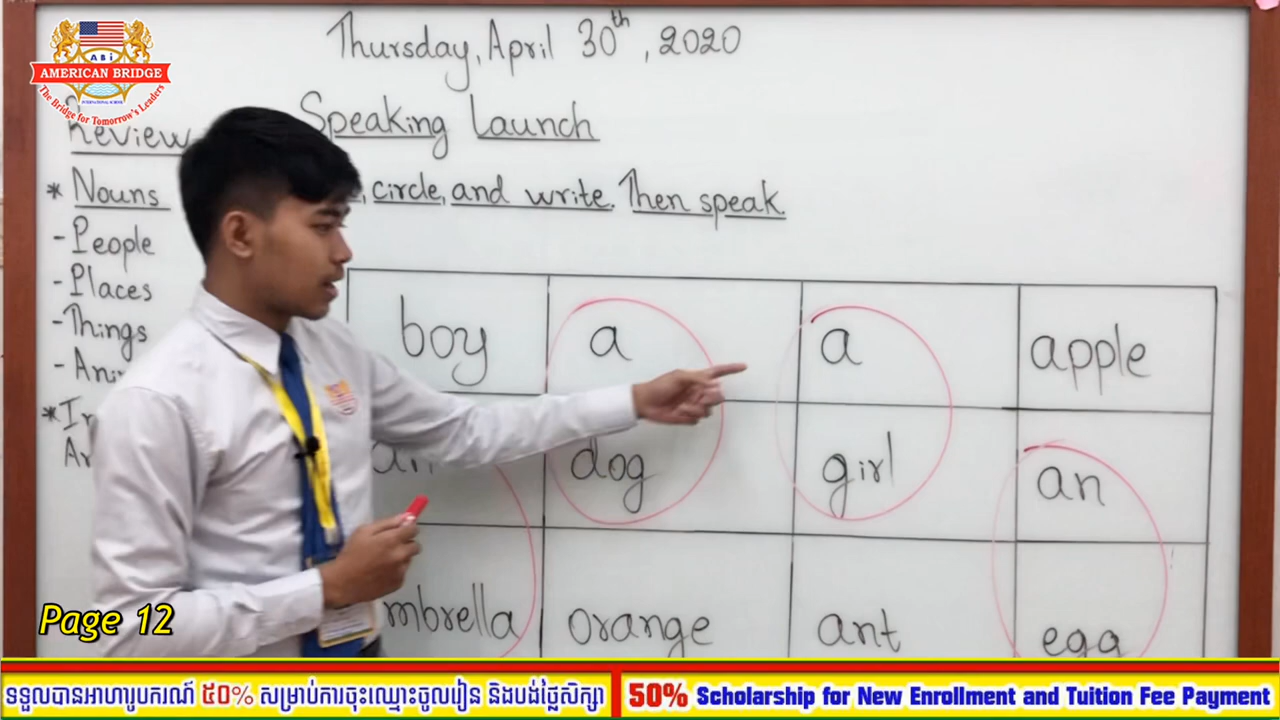 ABi
AMERICAN BRIDGE
INTERNATIONAL SCHOOL
The Bridge for Tomorrow's Leaders
Thursday, April 30th, 2020
Review
Speaking Launch
* Nouns
, circle, and write. Then speak.
- People
- Places
- Things
boy a a apple
dog girl an
orange ant egg
Page 12
ទទួលបានអាហារូបករណ៍ ៥០% សម្រាប់ការចុះឈ្មោះចូលរៀន និងបង់ថ្លៃសិក្សា
50% Scholarship for New Enrollment and Tuition Fee Payment